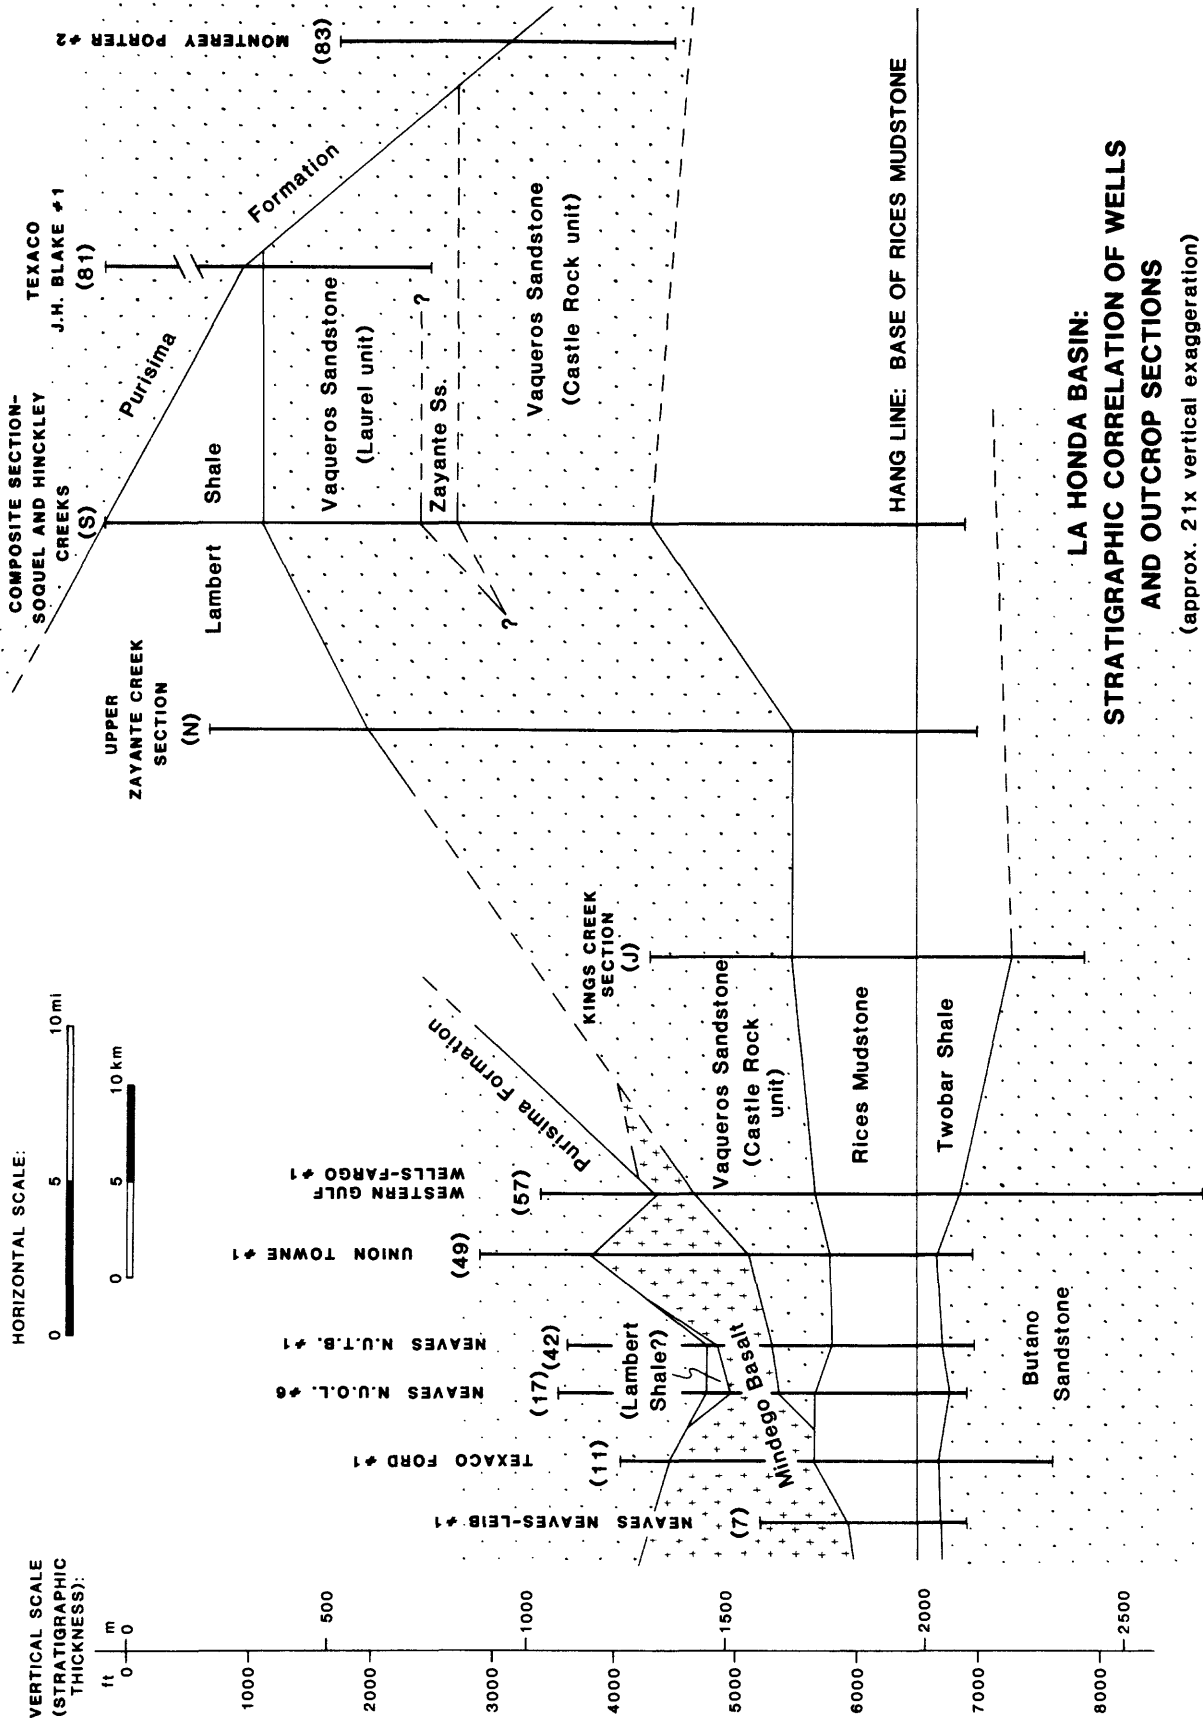 VERTICAL SCALE
(STRATIGRAPHIC
THICKNESS):
ft
m
0
1000
2000
3000
4000
5000
6000
7000
8000
0
500
1000
1500
2000
2500
HORIZONTAL SCALE:
0
5
10 mi
0
5
10 km
NEAVES NEAVES-LEIB #1
(7)
TEXACO FORD #1
(11)
NEAVES N.U.O.L. #6
(17)
NEAVES N.U.T.B. #1
(42)
UNION TOWNE #1
(49)
WESTERN GULF
WELLS-FARGO #1
(57)
KINGS CREEK
SECTION
(J)
UPPER
ZAYANTE CREEK
SECTION
(N)
COMPOSITE SECTION-
SOQUEL AND HINCKLEY
CREEKS
(S)
TEXACO
J.H. BLAKE #1
(81)
MONTEREY PORTER #2
(83)
Purisima Formation
(Lambert
Shale?)
Mindego Basalt
Vaqueros Sandstone
(Castle Rock
unit)
Rices Mudstone
Twobar Shale
Butano
Sandstone
Purisima
Formation
Lambert
Shale
Vaqueros Sandstone
(Laurel unit)
?
Zayante Ss.
?
Vaqueros Sandstone
(Castle Rock unit)
HANG LINE: BASE OF RICES MUDSTONE
LA HONDA BASIN:
STRATIGRAPHIC CORRELATION OF WELLS
AND OUTCROP SECTIONS
(approx. 21x vertical exaggeration)